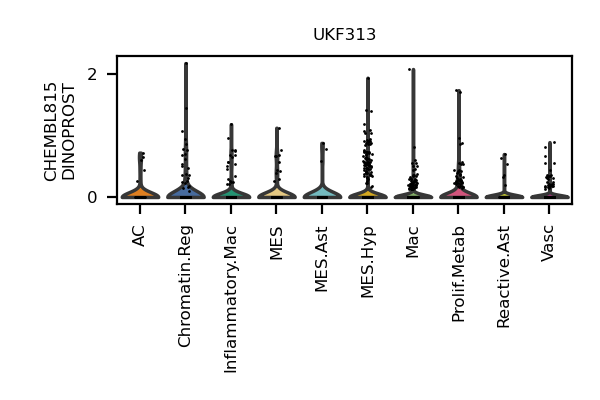 UKF313
CHEMBL815
DINOPROST
2
0
AC
Chromatin.Reg
Inflammatory.Mac
MES
MES.Ast
MES.Hyp
Mac
Prolif.Metab
Reactive.Ast
Vasc